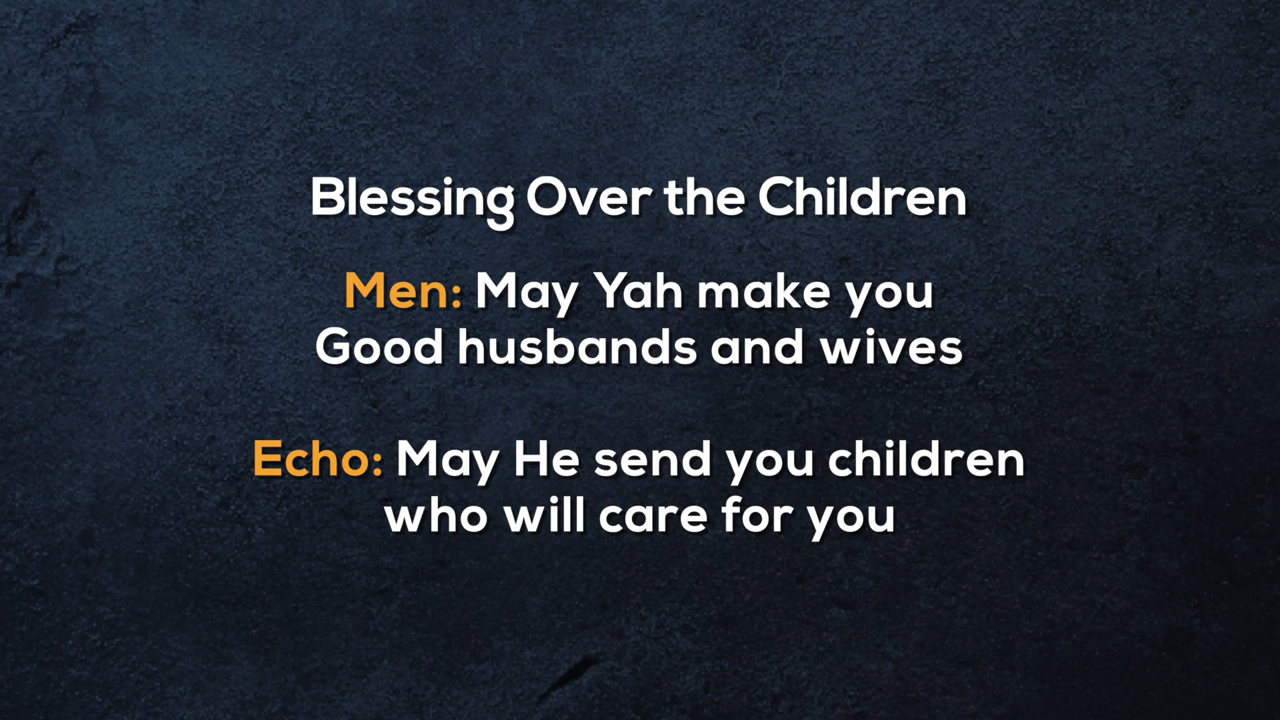 Blessing Over the Children
Men: May Yah make you
Good husbands and wives
Echo: May He send you children
who will care for you